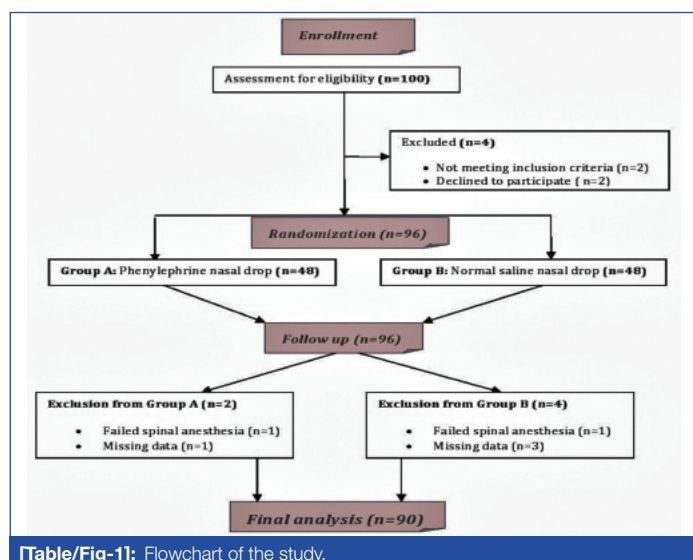 Enrollment
Assessment for eligibility (n=100)
Excluded (n=4)
• Not meeting inclusion criteria (n=2)
• Declined to participate ( n=2)
Randomization (n=96)
Group A: Phenylephrine nasal drop (n=48)
Group B: Normal saline nasal drop (n=48)
Follow up (n=96)
Exclusion from Group A (n=2)
• Failed spinal anesthesia (n=1)
• Missing data (n=1)
Exclusion from Group B (n=4)
• Failed spinal anesthesia (n=1)
• Missing data (n=3)
Final analysis (n=90)
[Table/Fig-1]: Flowchart of the study.